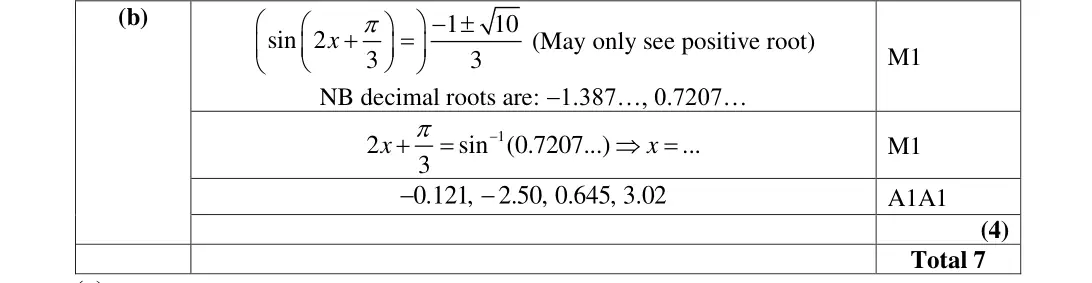 (b) (sin(2x + π/3) =) (−1 ± √10)/3 (May only see positive root) M1
NB decimal roots are: −1.387…, 0.7207…
2x + π/3 = sin⁻¹(0.7207...) ⇒ x = ... M1
−0.121, − 2.50, 0.645, 3.02 A1A1
(4)
Total 7